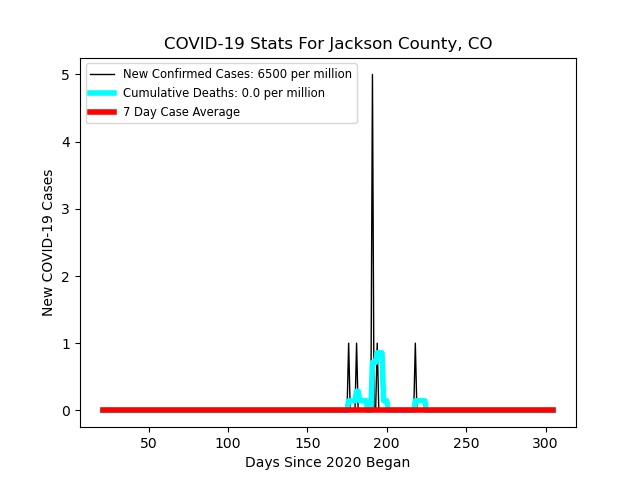 COVID-19 Stats For Jackson County, CO
New Confirmed Cases: 6500 per million
Cumulative Deaths: 0.0 per million
7 Day Case Average
New COVID-19 Cases
5
4
3
2
1
0
50 100 150 200 250 300
Days Since 2020 Began